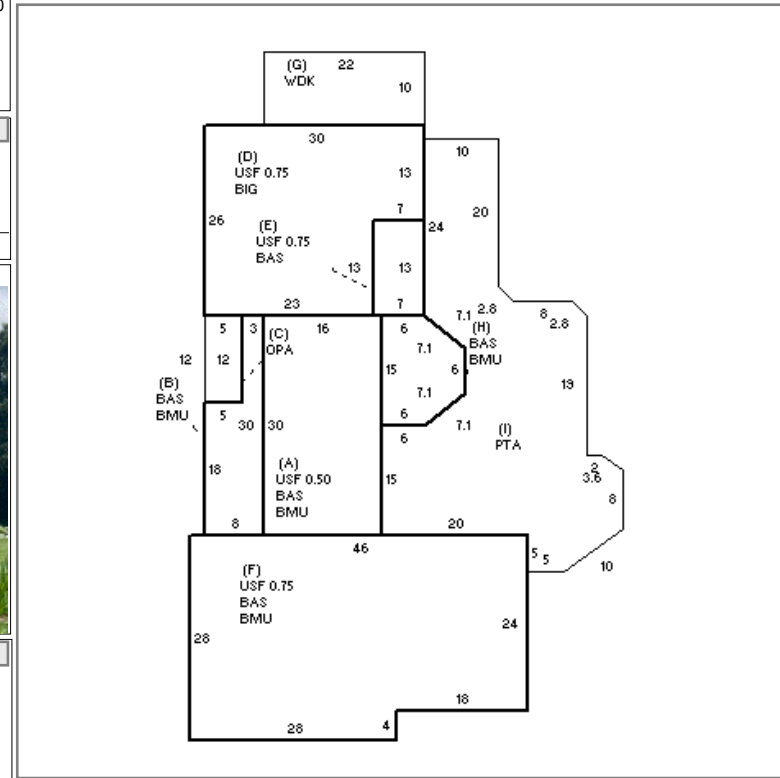 (G)
WDK
22
10
30
(D)
USF 0.75
BIG
13
10
26
7
20
(E)
USF 0.75
BAS
24
13
13
23
7
5
3
16
6
7.1
2.8
8
2.8
(C)
OPA
(H)
BAS
BMU
7.1
12
12
15
6
19
(B)
BAS
BMU
7.1
5
6
30
30
6
7.1
(I)
PTA
18
(A)
USF 0.50
BAS
BMU
15
2
3.6
8
8
20
46
5
5
10
(F)
USF 0.75
BAS
BMU
28
24
18
28
4